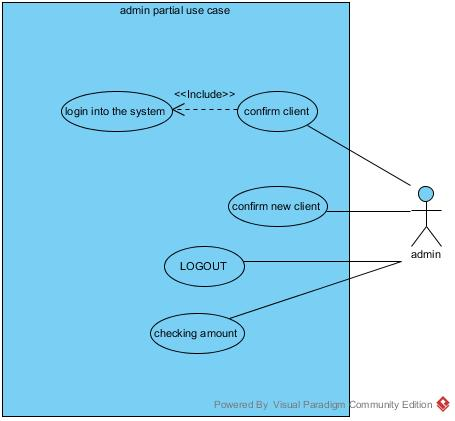 admin partial use case
<<Include>>
login into the system
confirm client
confirm new client
admin
LOGOUT
checking amount
Powered By Visual Paradigm Community Edition